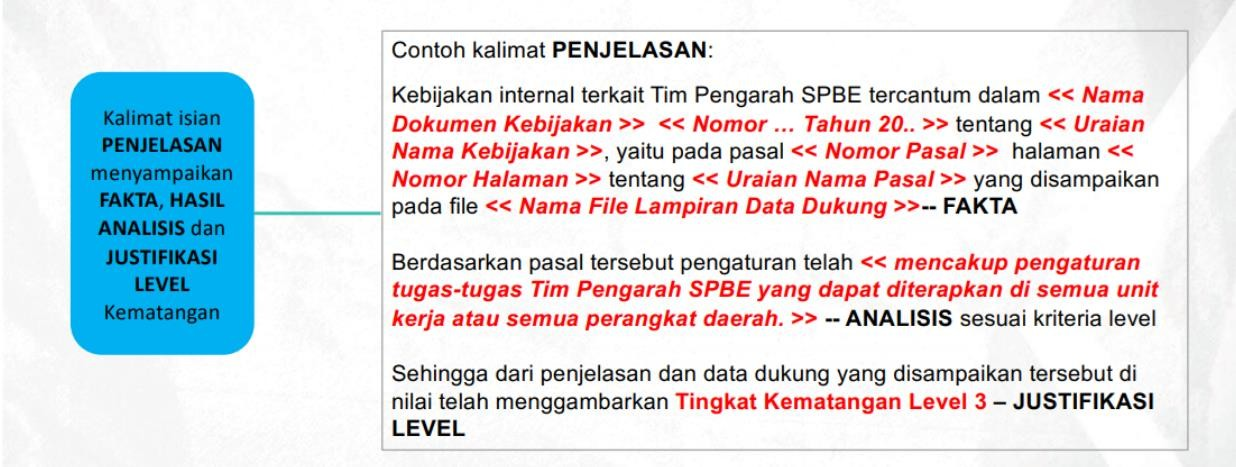 Kalimat isian
PENJELASAN
menyampaikan
FAKTA, HASIL
ANALISIS dan
JUSTIFIKASI
LEVEL
Kematangan
Contoh kalimat PENJELASAN:
Kebijakan internal terkait Tim Pengarah SPBE tercantum dalam << Nama
Dokumen Kebijakan >> << Nomor ... Tahun 20.. >> tentang << Uraian
Nama Kebijakan >>, yaitu pada pasal << Nomor Pasal >> halaman <<
Nomor Halaman >> tentang << Uraian Nama Pasal >> yang disampaikan
pada file << Nama File Lampiran Data Dukung >>-- FAKTA
Berdasarkan pasal tersebut pengaturan telah << mencakup pengaturan
tugas-tugas Tim Pengarah SPBE yang dapat diterapkan di semua unit
kerja atau semua perangkat daerah. >> -- ANALISIS sesuai kriteria level
Sehingga dari penjelasan dan data dukung yang disampaikan tersebut di
nilai telah menggambarkan Tingkat Kematangan Level 3 – JUSTIFIKASI
LEVEL